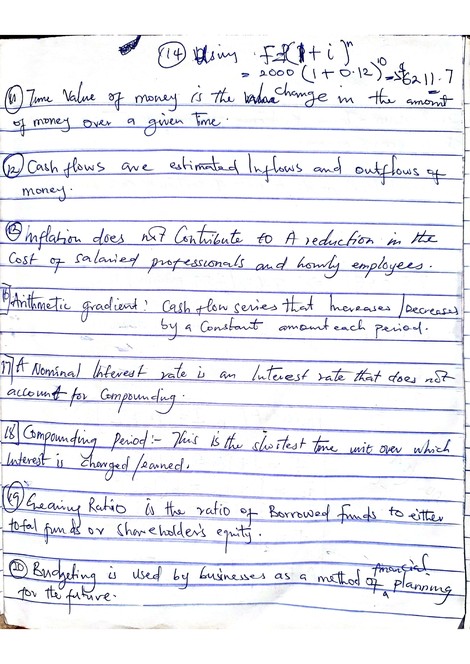 (14) Using F=P(1+i)^n
= 2000 (1+0.12)^10 = $6211.7
(11) Time Value of money is the change in the amount
of money over a given time.
(12) Cash flows are estimated Inflows and outflows of
money.
(13) Inflation does not Contribute to A reduction in the
Cost of salaried professionals and hourly employees.
Arithmetic gradient: Cash flow series that Increases/Decreases
by a Constant amount each period.
17] A Nominal Interest rate is an Interest rate that does not
account for Compounding.
18] Compounding Period:- This is the shortest time unit over which
Interest is charged/earned.
(19) Gearing Ratio is the ratio of Borrowed funds to either
total funds or Shareholder's equity.
(20) Budgeting is used by businesses as a method of financial planning
for the future.